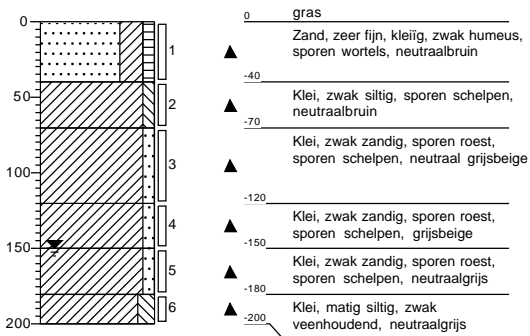 0
gras
0
1
Zand, zeer fijn, kleiïg, zwak humeus,
sporen wortels, neutraalbruin
-40
50
2
Klei, zwak siltig, sporen schelpen,
neutraalbruin
-70
100
3
Klei, zwak zandig, sporen roest,
sporen schelpen, neutraal grijsbeige
-120
4
Klei, zwak zandig, sporen roest,
sporen schelpen, grijsbeige
150
-150
5
Klei, zwak zandig, sporen roest,
sporen schelpen, neutraalgrijs
-180
6
Klei, matig siltig, zwak
veenhoudend, neutraalgrijs
200
-200